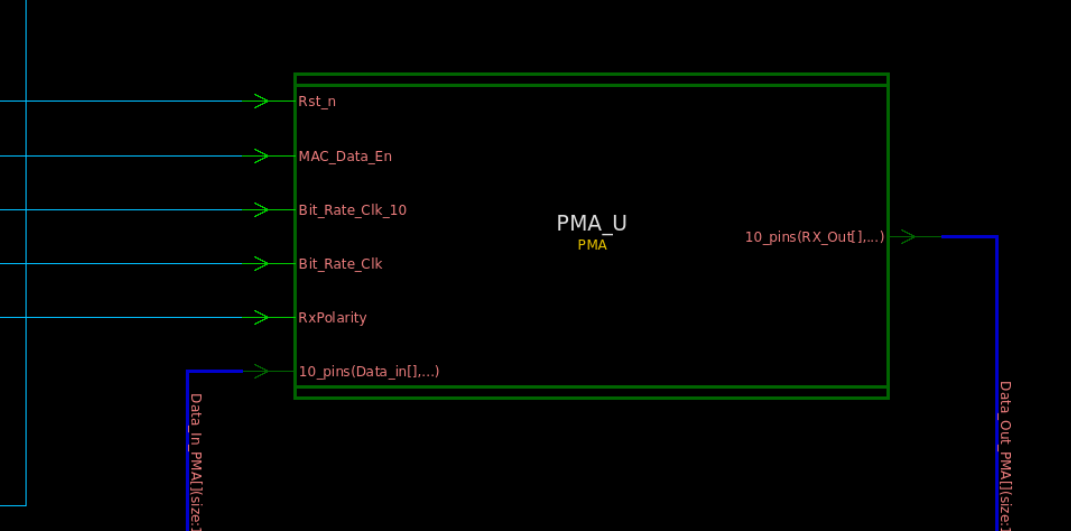 Rst_n
MAC_Data_En
Bit_Rate_Clk_10
PMA_U
PMA
10_pins(RX_Out[],...)
Bit_Rate_Clk
RxPolarity
10_pins(Data_in[],...)
Data_In_PMA[](size:
Data_Out_PMA[](size: